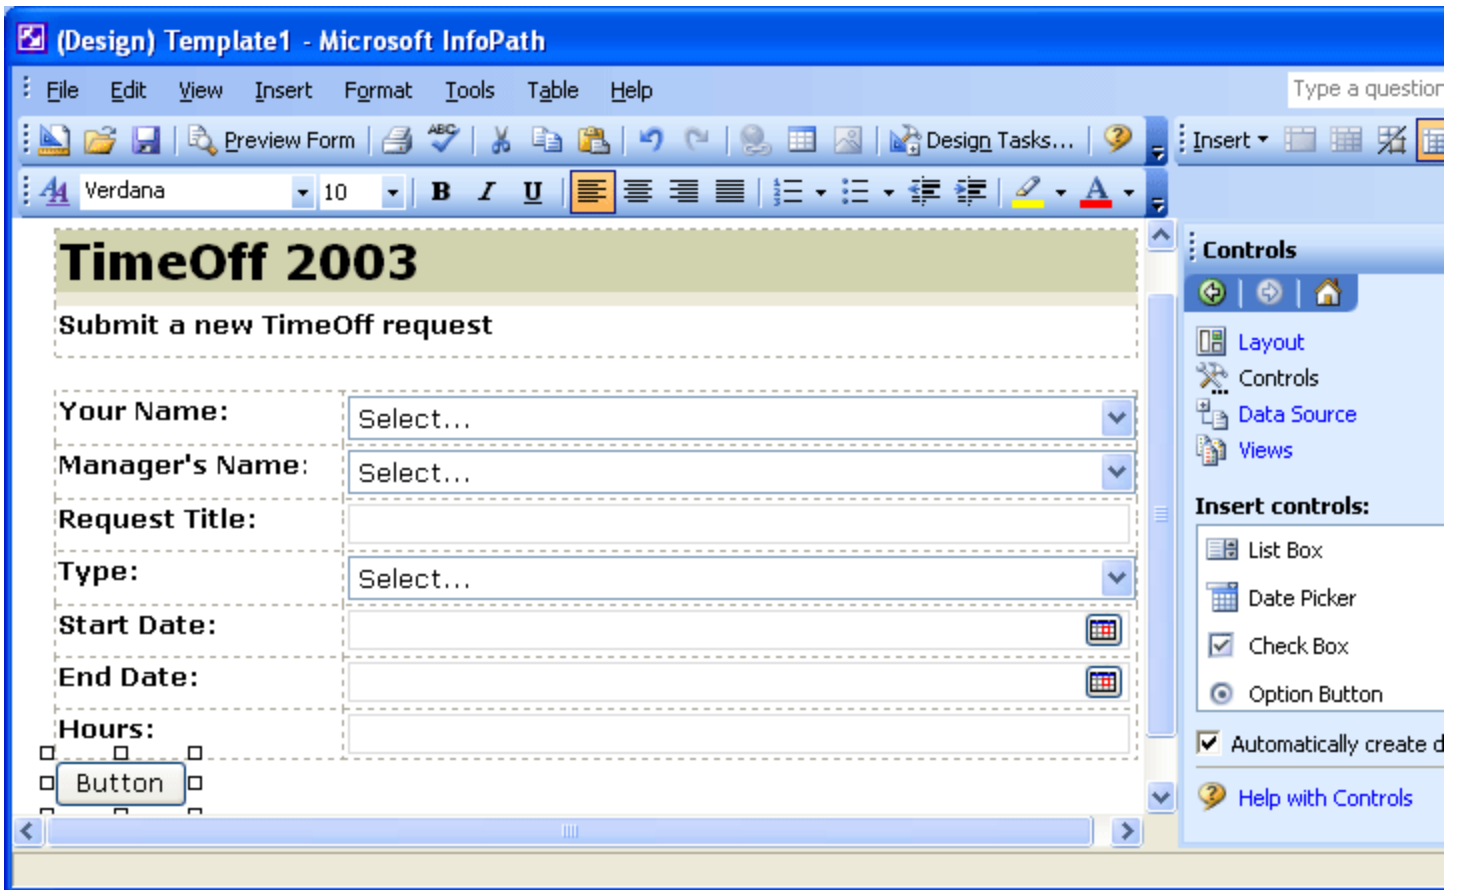 (Design) Template1 - Microsoft InfoPath
File Edit View Insert Format Tools Table Help Type a question
Preview Form ABC Design Tasks... Insert
Verdana 10 B I U A
TimeOff 2003
Submit a new TimeOff request
Your Name: Select...
Manager's Name: Select...
Request Title:
Type: Select...
Start Date:
End Date:
Hours:
Button
Controls
Layout
Controls
Data Source
Views
Insert controls:
List Box
Date Picker
Check Box
Option Button
Automatically create d
Help with Controls